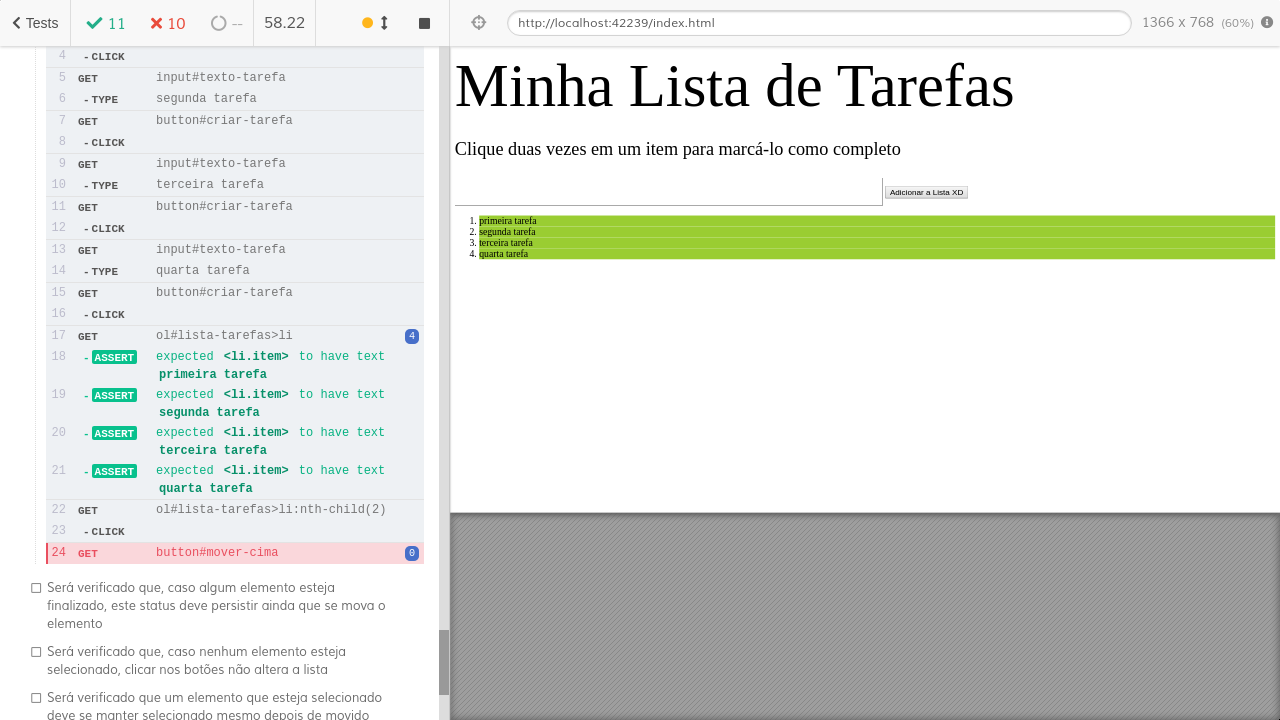 Tests 11 10 -- 58.22 http://localhost:42239/index.html 1366 x 768 (60%)
4 - CLICK
5 GET input#texto-tarefa
6 - TYPE segunda tarefa
7 GET button#criar-tarefa
8 - CLICK
9 GET input#texto-tarefa
10 - TYPE terceira tarefa
11 GET button#criar-tarefa
12 - CLICK
13 GET input#texto-tarefa
14 - TYPE quarta tarefa
15 GET button#criar-tarefa
16 - CLICK
17 GET ol#lista-tarefas>li 4
18 - ASSERT expected <li.item> to have text
primeira tarefa
19 - ASSERT expected <li.item> to have text
segunda tarefa
20 - ASSERT expected <li.item> to have text
terceira tarefa
21 - ASSERT expected <li.item> to have text
quarta tarefa
22 GET ol#lista-tarefas>li:nth-child(2)
23 - CLICK
24 GET button#mover-cima 0
Será verificado que, caso algum elemento esteja
finalizado, este status deve persistir ainda que se mova o
elemento
Será verificado que, caso nenhum elemento esteja
selecionado, clicar nos botões não altera a lista
Será verificado que um elemento que esteja selecionado
deve se manter selecionado mesmo depois de movido
Minha Lista de Tarefas
Clique duas vezes em um item para marcá-lo como completo
Adicionar a Lista XD
1. primeira tarefa
2. segunda tarefa
3. terceira tarefa
4. quarta tarefa